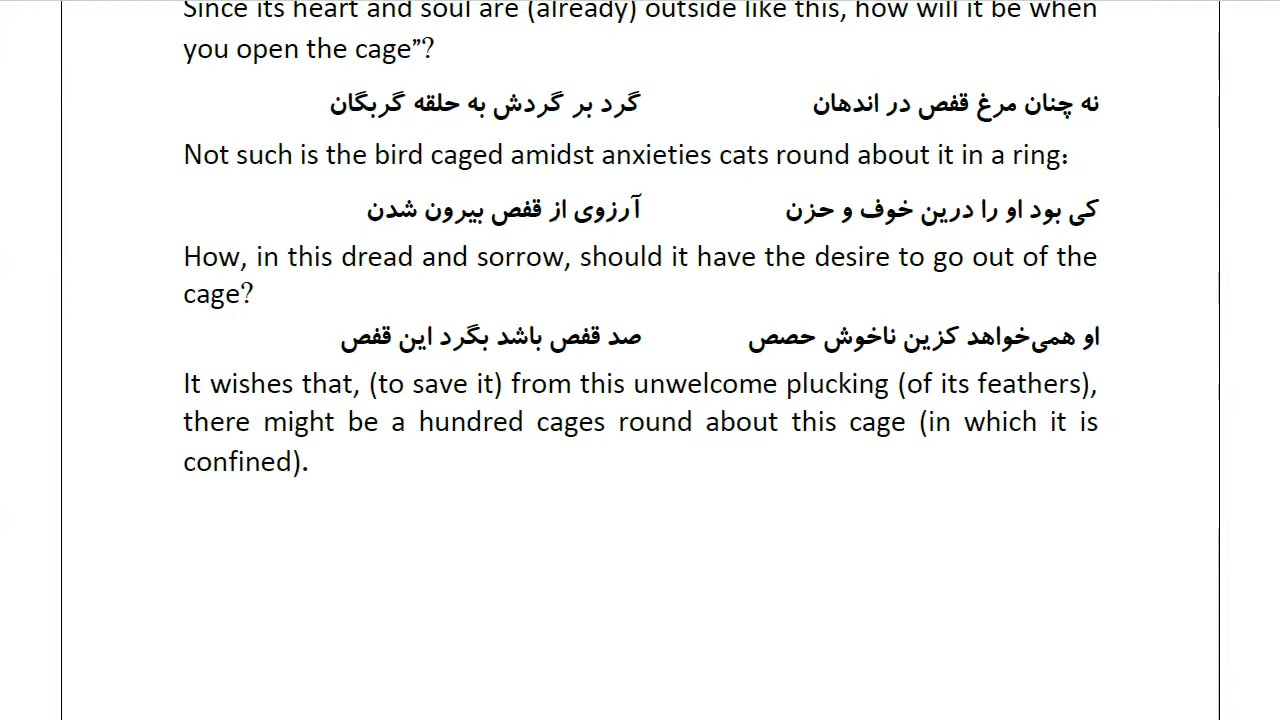 Since its heart and soul are (already) outside like this, how will it be when
you open the cage”?
نه چنان مرغ قفص در اندهان گرد بر گردش به حلقه گربگان
Not such is the bird caged amidst anxieties cats round about it in a ring:
کی بود او را درین خوف و حزن آرزوی از قفص بیرون شدن
How, in this dread and sorrow, should it have the desire to go out of the
cage?
او همی‌خواهد کزین ناخوش حصص صد قفص باشد بگرد این قفص
It wishes that, (to save it) from this unwelcome plucking (of its feathers),
there might be a hundred cages round about this cage (in which it is
confined).